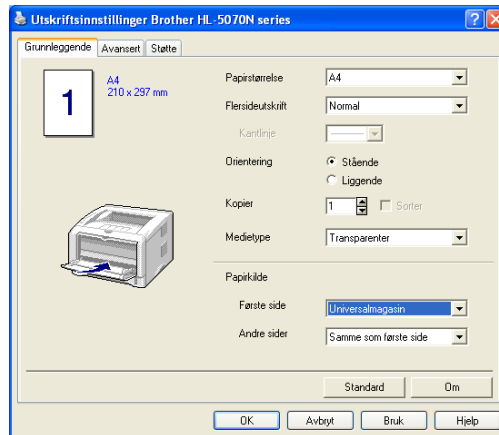 Utskriftsinnstillinger Brother HL-5070N series
Grunnleggende Avansert Støtte
1
A4
210 x 297 mm
Papirstørrelse A4
Flersideutskrift Normal
Kantlinje
Orientering Stående
Liggende
Kopier 1 Sorter
Medietype Transparenter
Papirkilde
Første side Universalmagasin
Andre sider Samme som første side
Standard Om
OK Avbryt Bruk Hjelp